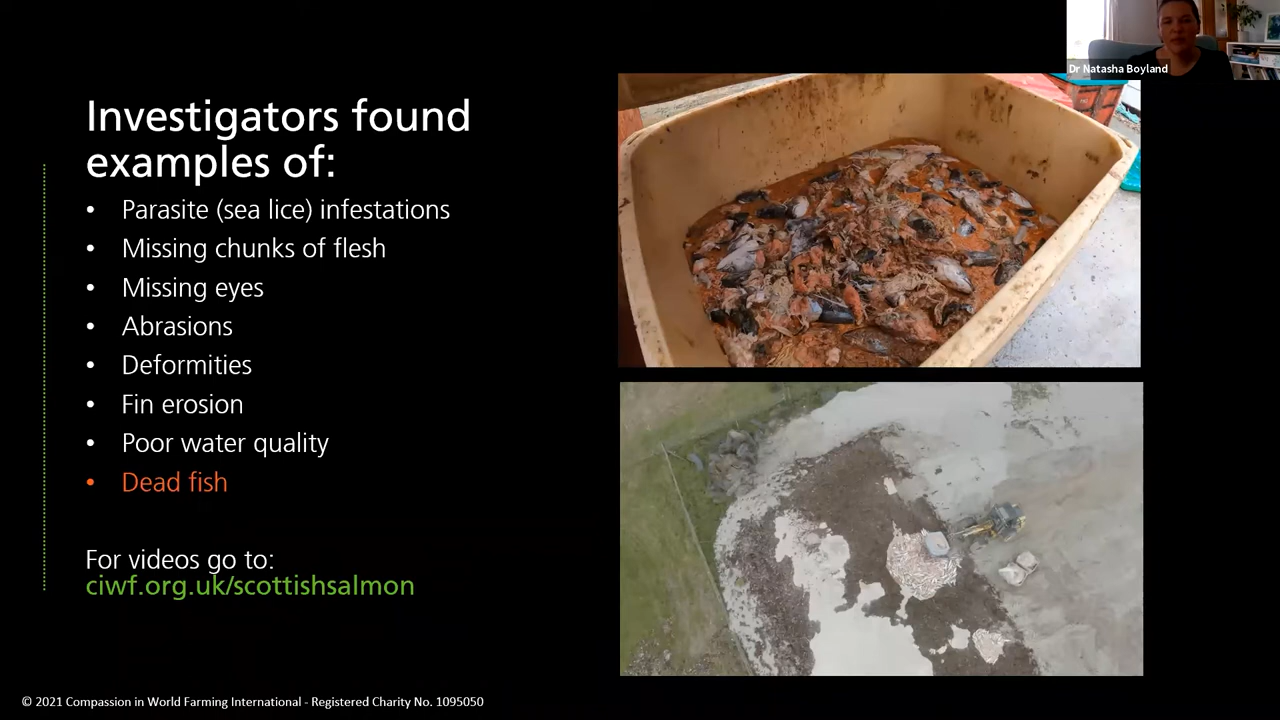 Dr Natasha Boyland
Investigators found
examples of:
• Parasite (sea lice) infestations
• Missing chunks of flesh
• Missing eyes
• Abrasions
• Deformities
• Fin erosion
• Poor water quality
• Dead fish
For videos go to:
ciwf.org.uk/scottishsalmon
© 2021 Compassion in World Farming International - Registered Charity No. 1095050